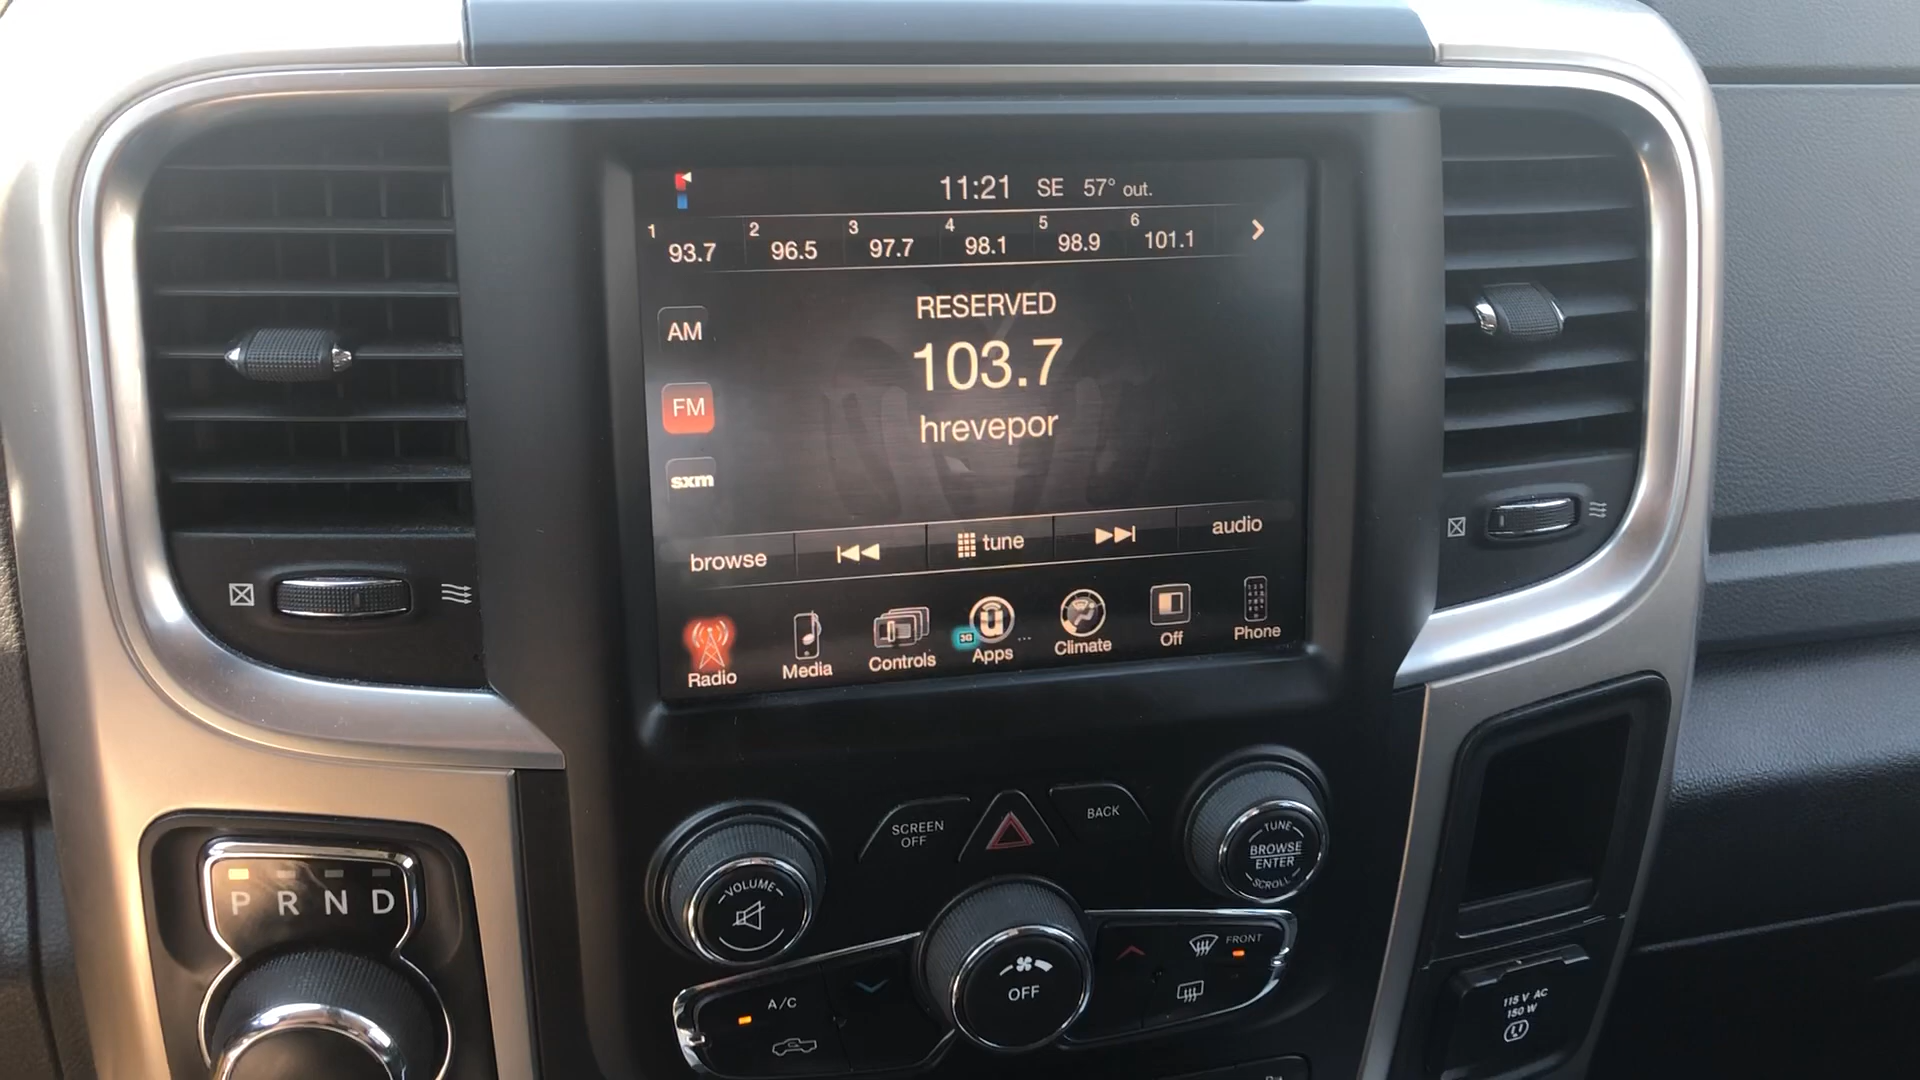 11:21 SE 57° out.
1 93.7 2 96.5 3 97.7 4 98.1 5 98.9 6 101.1
RESERVED
AM
103.7
FM
hrevepor
sxm
browse tune audio
3G
Radio Media Controls Apps Climate Off Phone
SCREEN
OFF
BACK
VOLUME
TUNE
BROWSE
ENTER
SCROLL
P R N D
OFF
FRONT
A/C
115 V AC
150 W